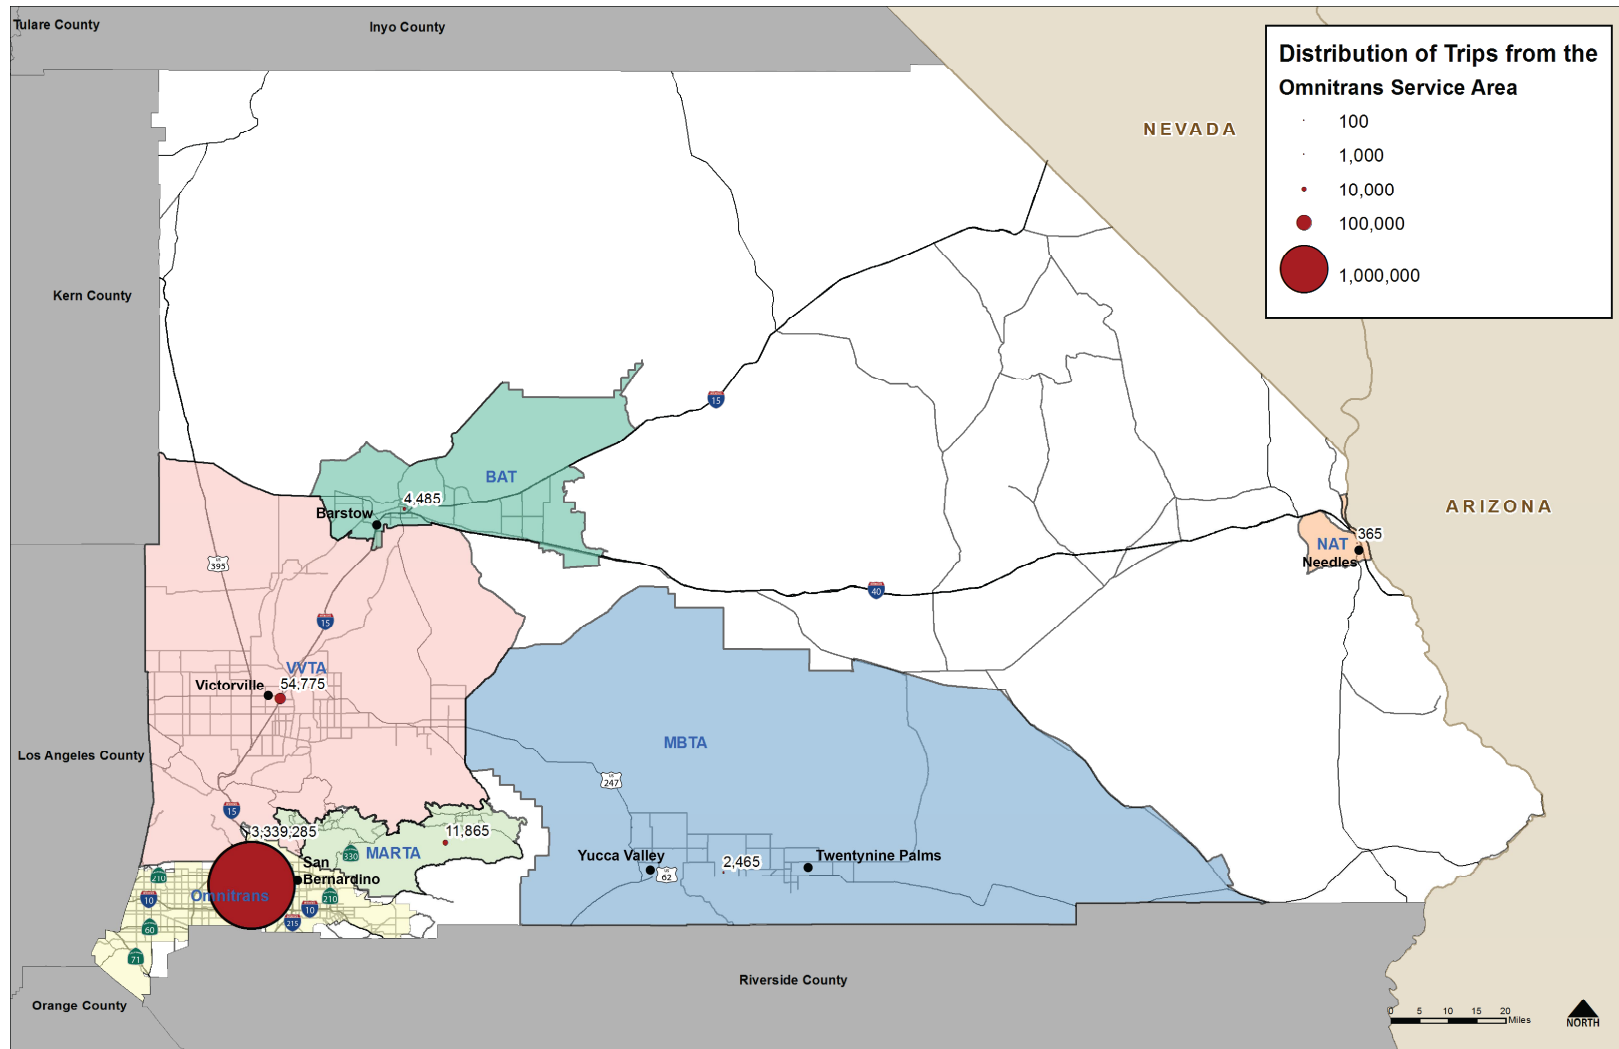 Tulare County
Inyo County
Distribution of Trips from the
Omnitrans Service Area
100
1,000
10,000
100,000
1,000,000
NEVADA
Kern County
15
BAT
4,485
Barstow
ARIZONA
365
NAT
Needles
US
395
40
15
VVTA
Victorville
54,775
MBTA
Los Angeles County
US
247
15
3,339,285
11,865
330
MARTA
San
Bernardino
Yucca Valley
2,465
Twentynine Palms
US
62
210
Omnitrans
210
10
10
215
60
71
Riverside County
Orange County
0 5 10 15 20
Miles
NORTH